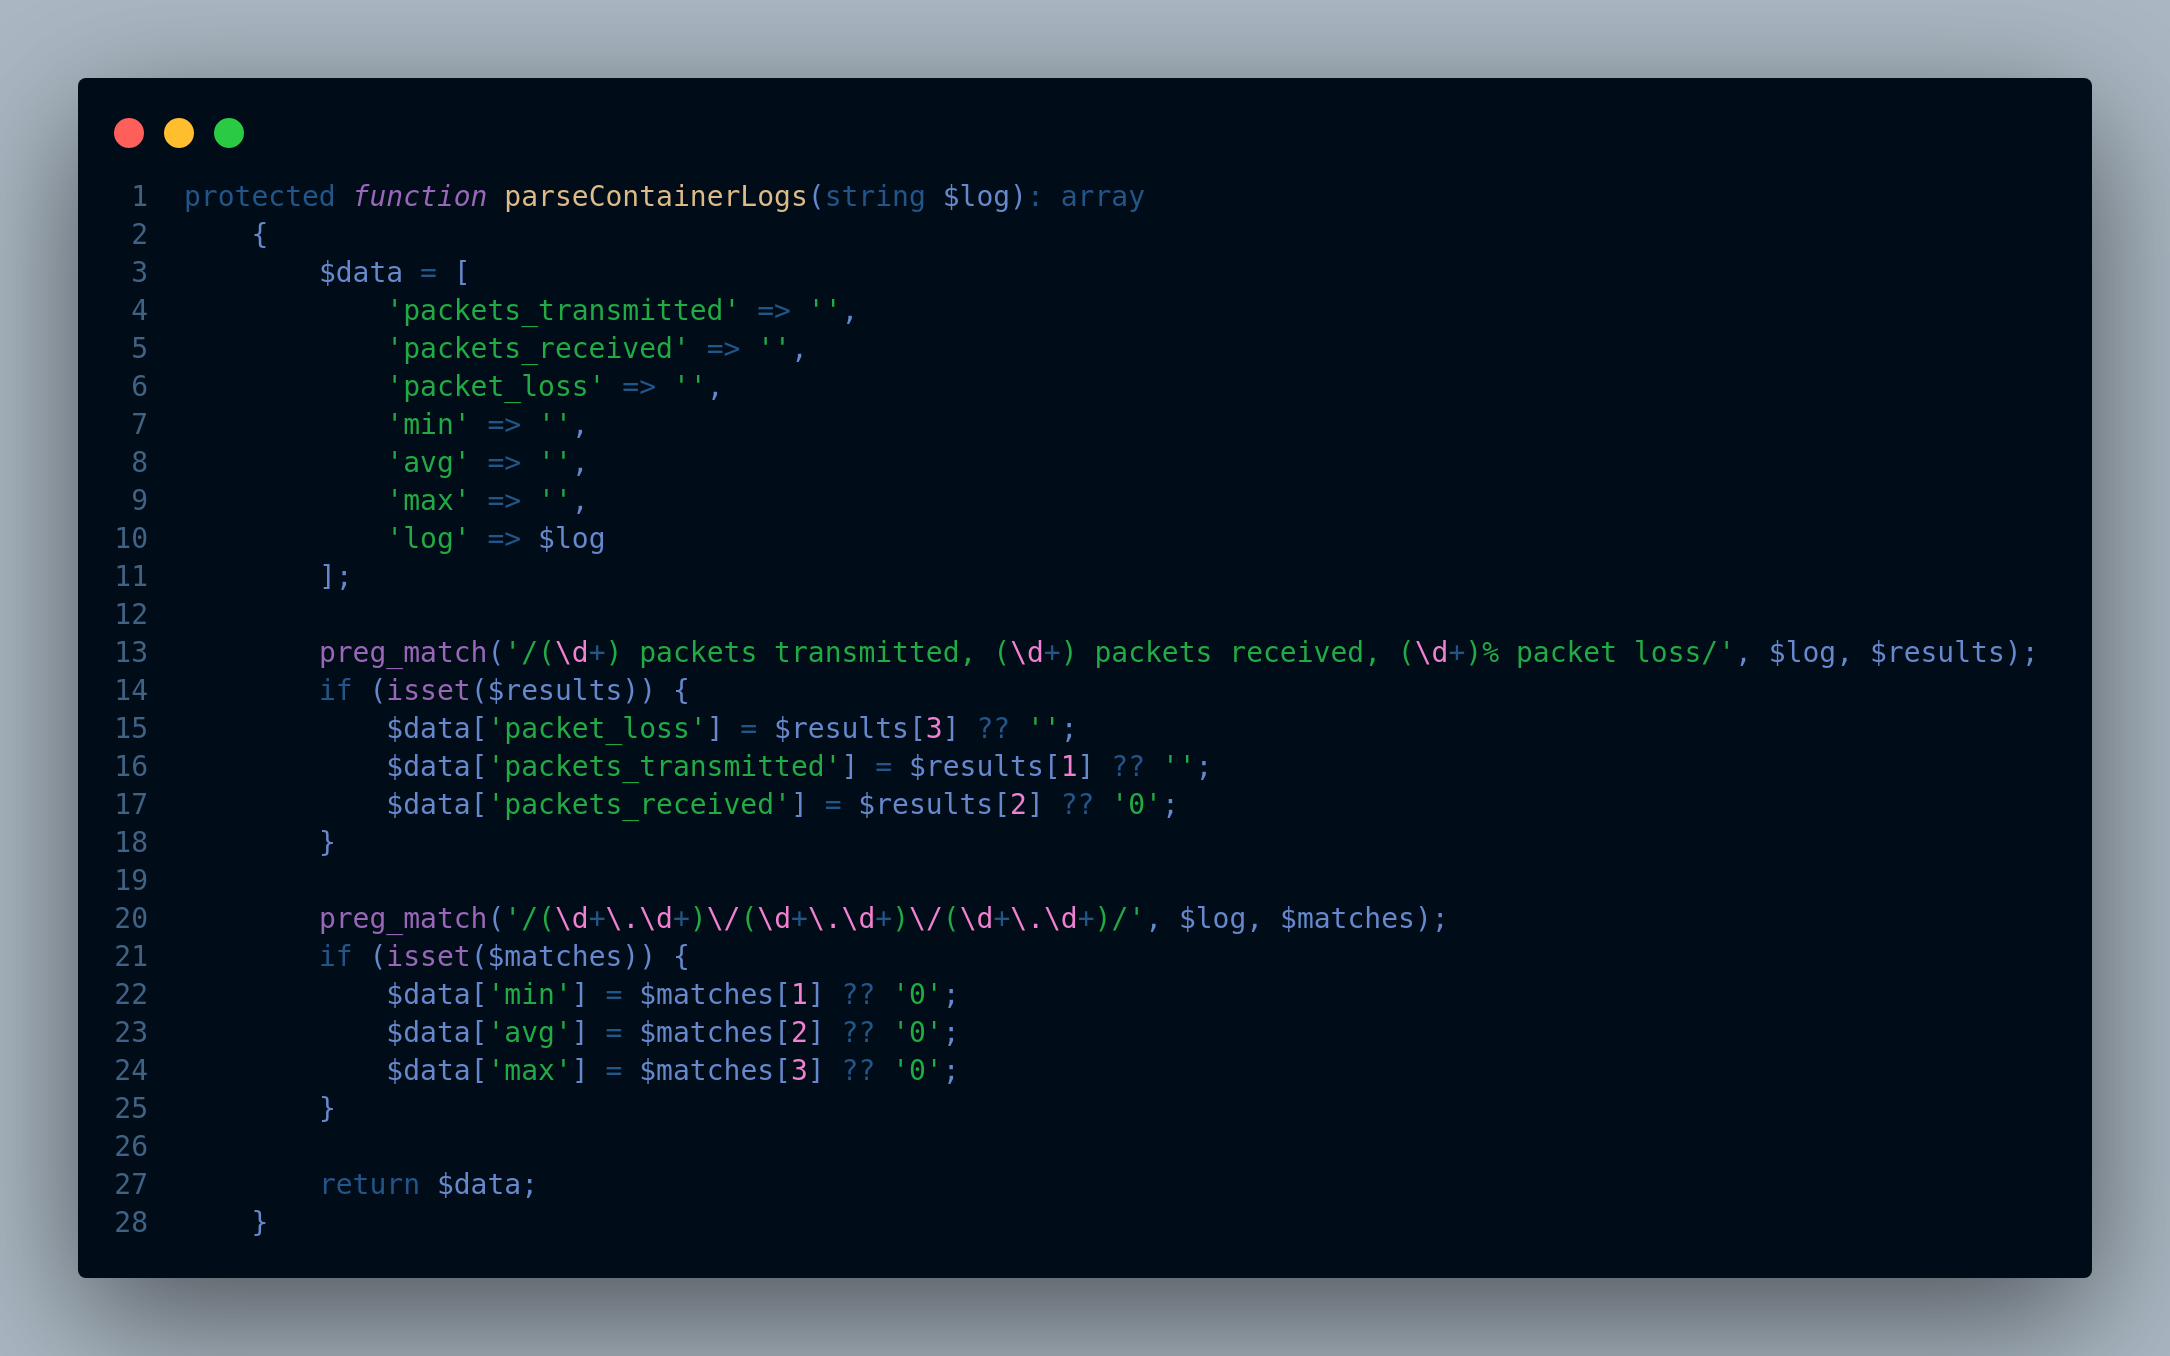 1 protected function parseContainerLogs(string $log): array
2     {
3         $data = [
4             'packets_transmitted' => '',
5             'packets_received' => '',
6             'packet_loss' => '',
7             'min' => '',
8             'avg' => '',
9             'max' => '',
10             'log' => $log
11         ];
12
13         preg_match('/(\d+) packets transmitted, (\d+) packets received, (\d+)% packet loss/', $log, $results);
14         if (isset($results)) {
15             $data['packet_loss'] = $results[3] ?? '';
16             $data['packets_transmitted'] = $results[1] ?? '';
17             $data['packets_received'] = $results[2] ?? '0';
18         }
19
20         preg_match('/(\d+\.\d+)\/(\d+\.\d+)\/(\d+\.\d+)/', $log, $matches);
21         if (isset($matches)) {
22             $data['min'] = $matches[1] ?? '0';
23             $data['avg'] = $matches[2] ?? '0';
24             $data['max'] = $matches[3] ?? '0';
25         }
26
27         return $data;
28     }